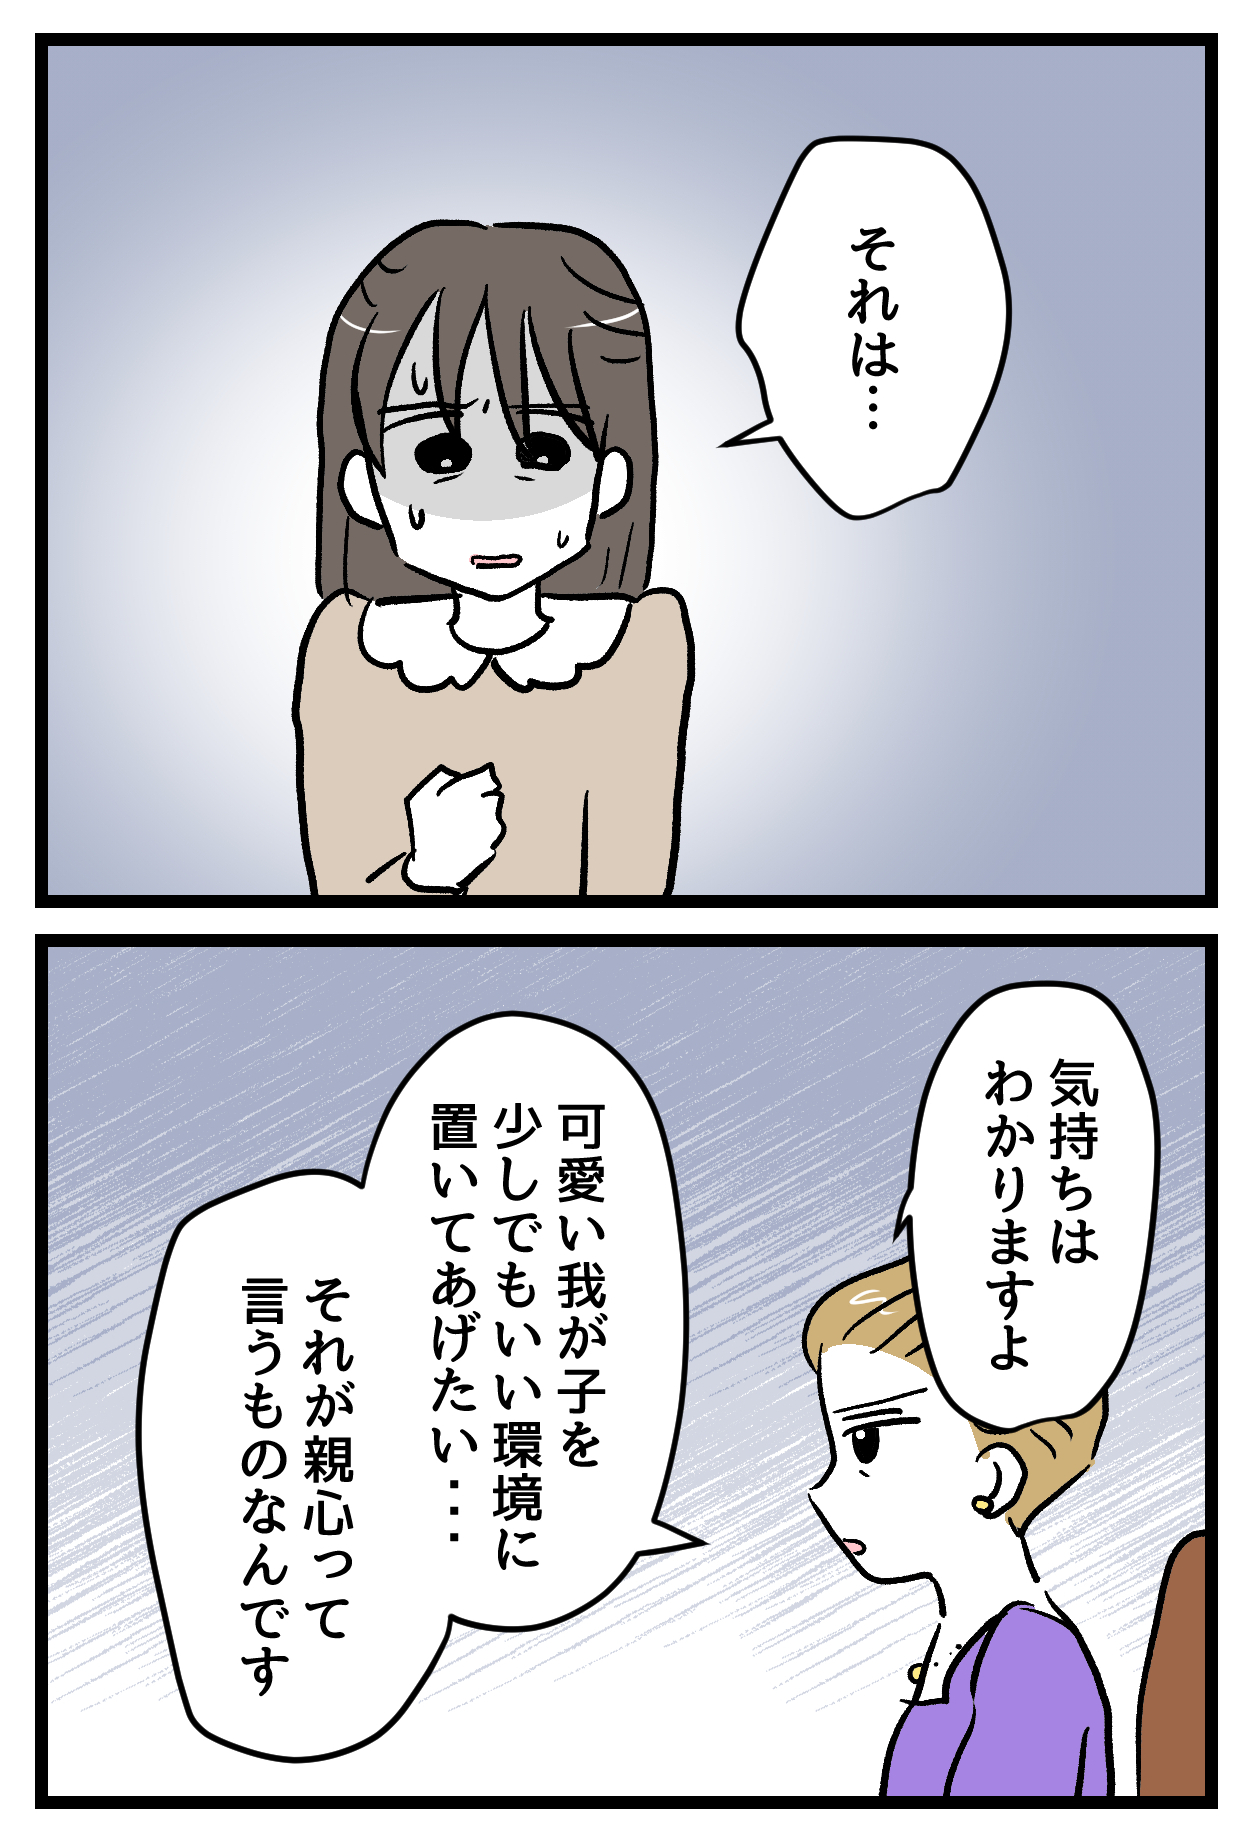 それは…
気持ちは
わかりますよ
可愛い我が子を
少しでもいい環境に
置いてあげたい・・・
それが親心って
言うものなんです